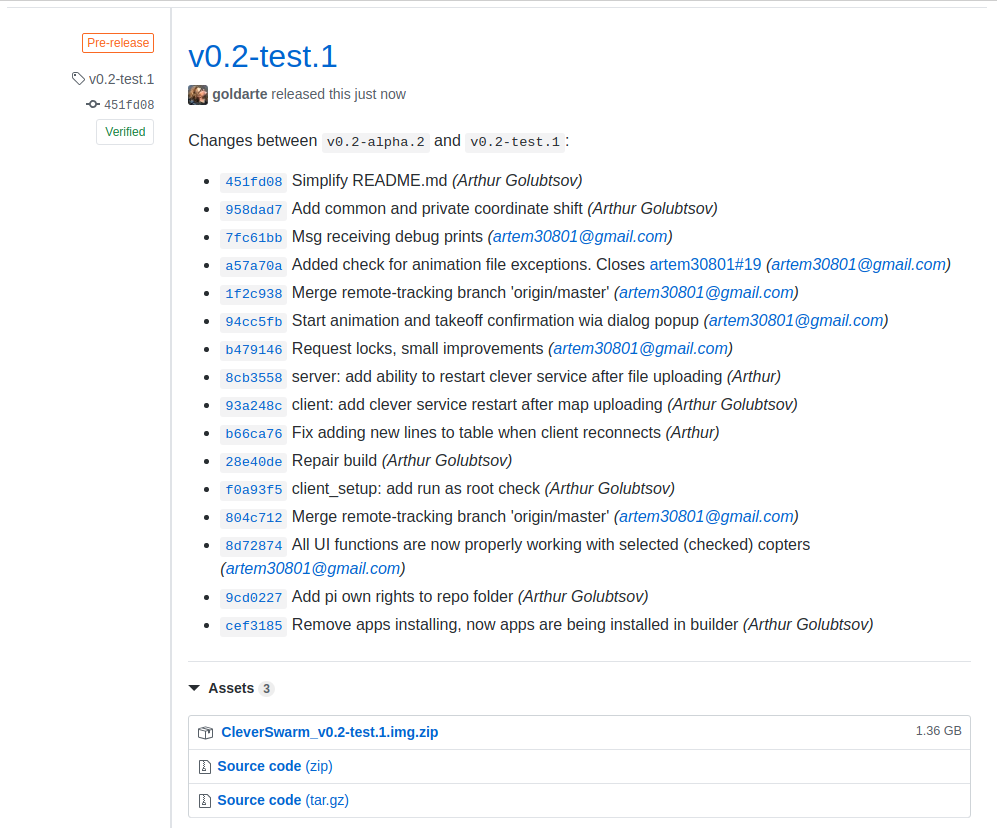 Pre-release
v0.2-test.1
451fd08
Verified
v0.2-test.1
goldarte released this just now
Changes between v0.2-alpha.2 and v0.2-test.1:
451fd08 Simplify README.md (Arthur Golubtsov)
958dad7 Add common and private coordinate shift (Arthur Golubtsov)
7fc61bb Msg receiving debug prints (artem30801@gmail.com)
a57a70a Added check for animation file exceptions. Closes artem30801#19 (artem30801@gmail.com)
1f2c938 Merge remote-tracking branch 'origin/master' (artem30801@gmail.com)
94cc5fb Start animation and takeoff confirmation wia dialog popup (artem30801@gmail.com)
b479146 Request locks, small improvements (artem30801@gmail.com)
8cb3558 server: add ability to restart clever service after file uploading (Arthur)
93a248c client: add clever service restart after map uploading (Arthur Golubtsov)
b66ca76 Fix adding new lines to table when client reconnects (Arthur)
28e40de Repair build (Arthur Golubtsov)
f0a93f5 client_setup: add run as root check (Arthur Golubtsov)
804c712 Merge remote-tracking branch 'origin/master' (artem30801@gmail.com)
8d72874 All UI functions are now properly working with selected (checked) copters
(artem30801@gmail.com)
9cd0227 Add pi own rights to repo folder (Arthur Golubtsov)
cef3185 Remove apps installing, now apps are being installed in builder (Arthur Golubtsov)
Assets 3
CleverSwarm_v0.2-test.1.img.zip 1.36 GB
Source code (zip)
Source code (tar.gz)